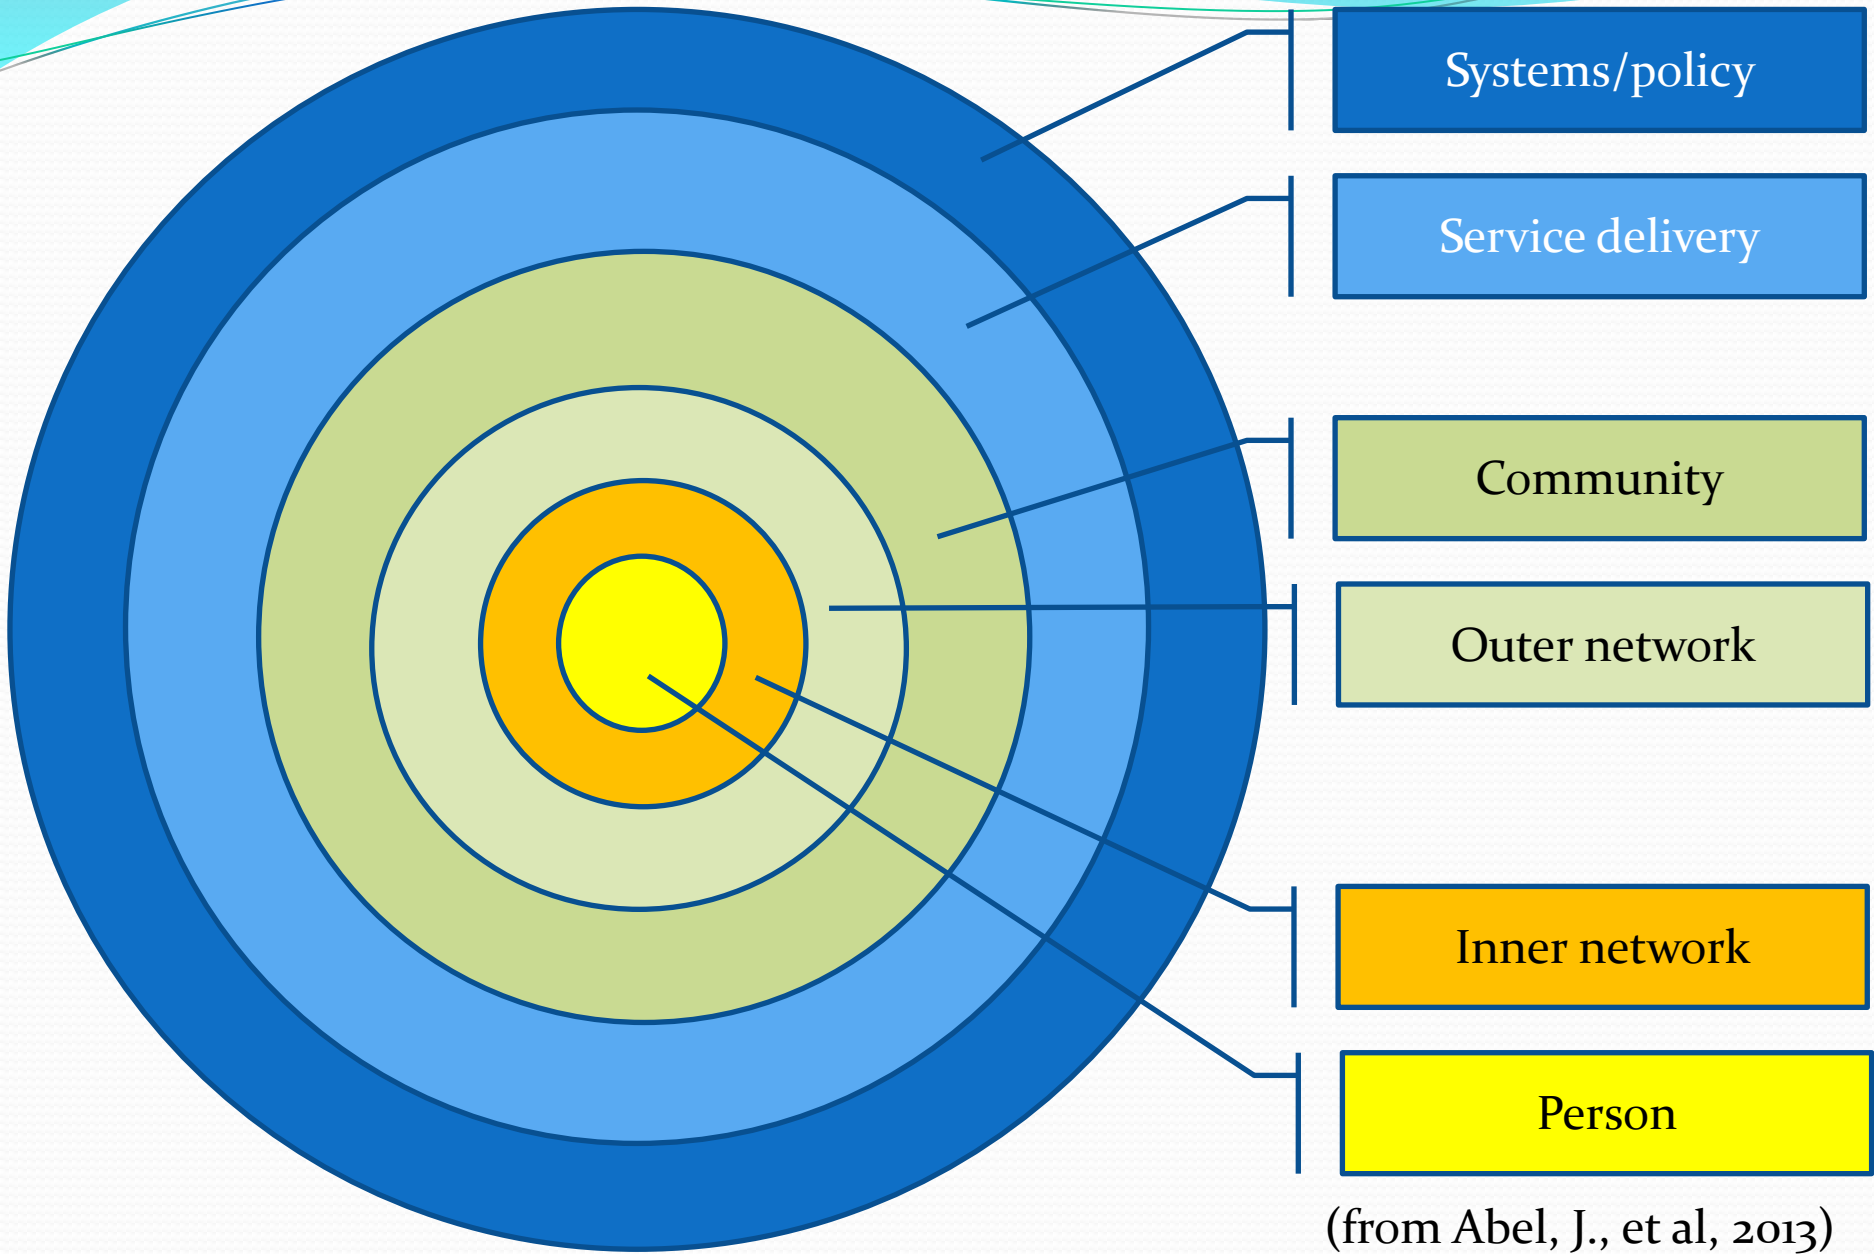 Systems/policy
Service delivery
Community
Outer network
Inner network
Person
(from Abel, J., et al, 2013)